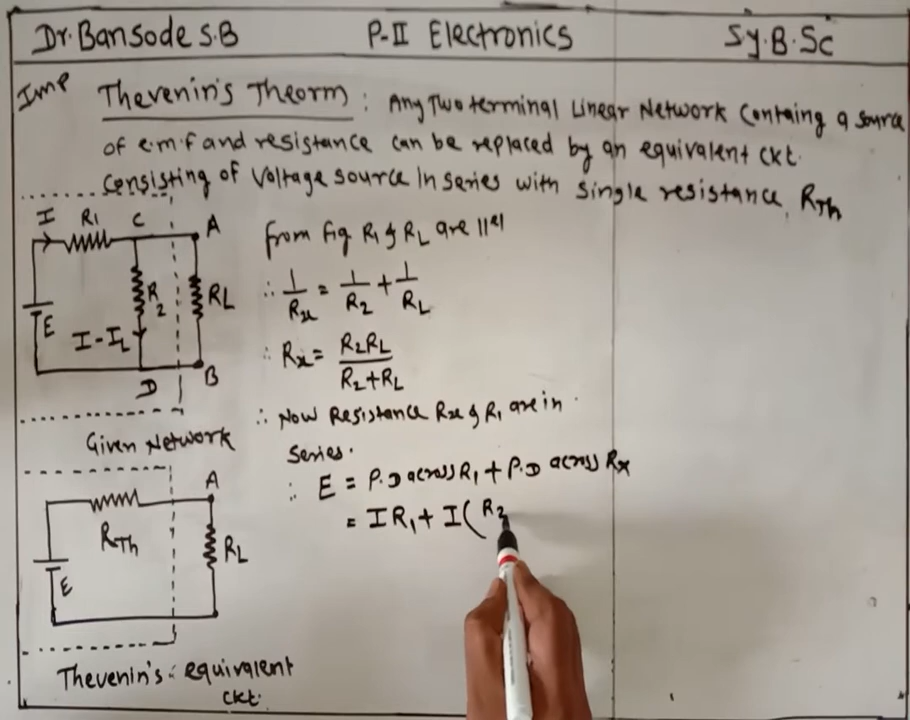 Dr. Bansode S.B P-II Electronics Sy.B.Sc
Imp
Thevenin's Theorm : Any Two terminal Linear Network Containg a source
of e.m.f and resistance can be replaced by an equivalent ckt.
Consisting of Voltage source In series with single resistance, RTh
I R1 C A
E R2 RL
I-IL
D B
Given Network
from fig R1 & RL are ||el
∴ 1/Rx = 1/R2 + 1/RL
∴ Rx = R2RL/R2+RL
∴ Now Resistance Rx & R1 are in
series.
∴ E = P.D across R1 + P.D across Rx
= IR1 + I(R2
A
RTh RL
E
Thevenin's equivalent
ckt.